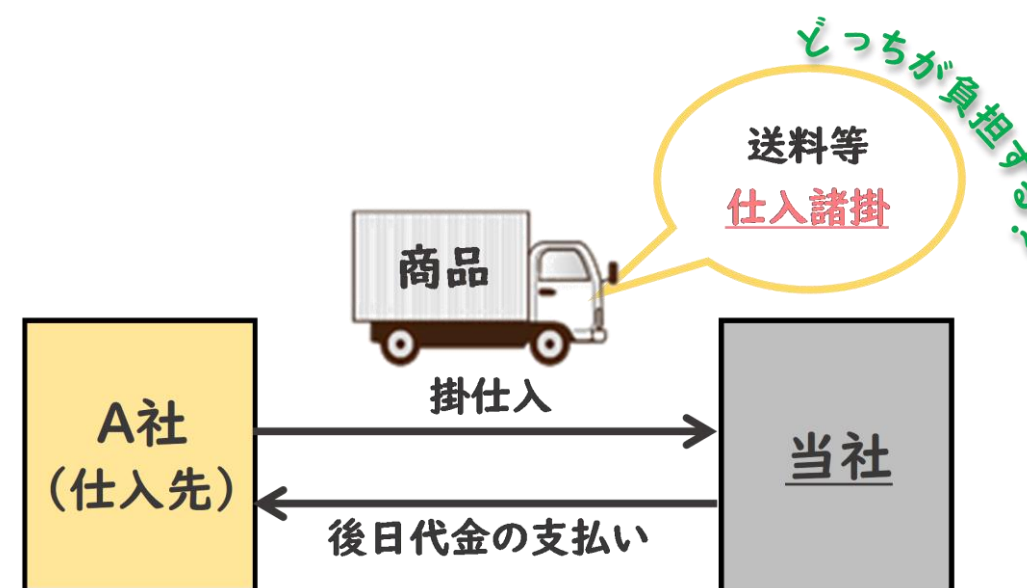 どっちが負担する?
送料等
仕入諸掛
商品
掛仕入
A社
(仕入先)
当社
後日代金の支払い